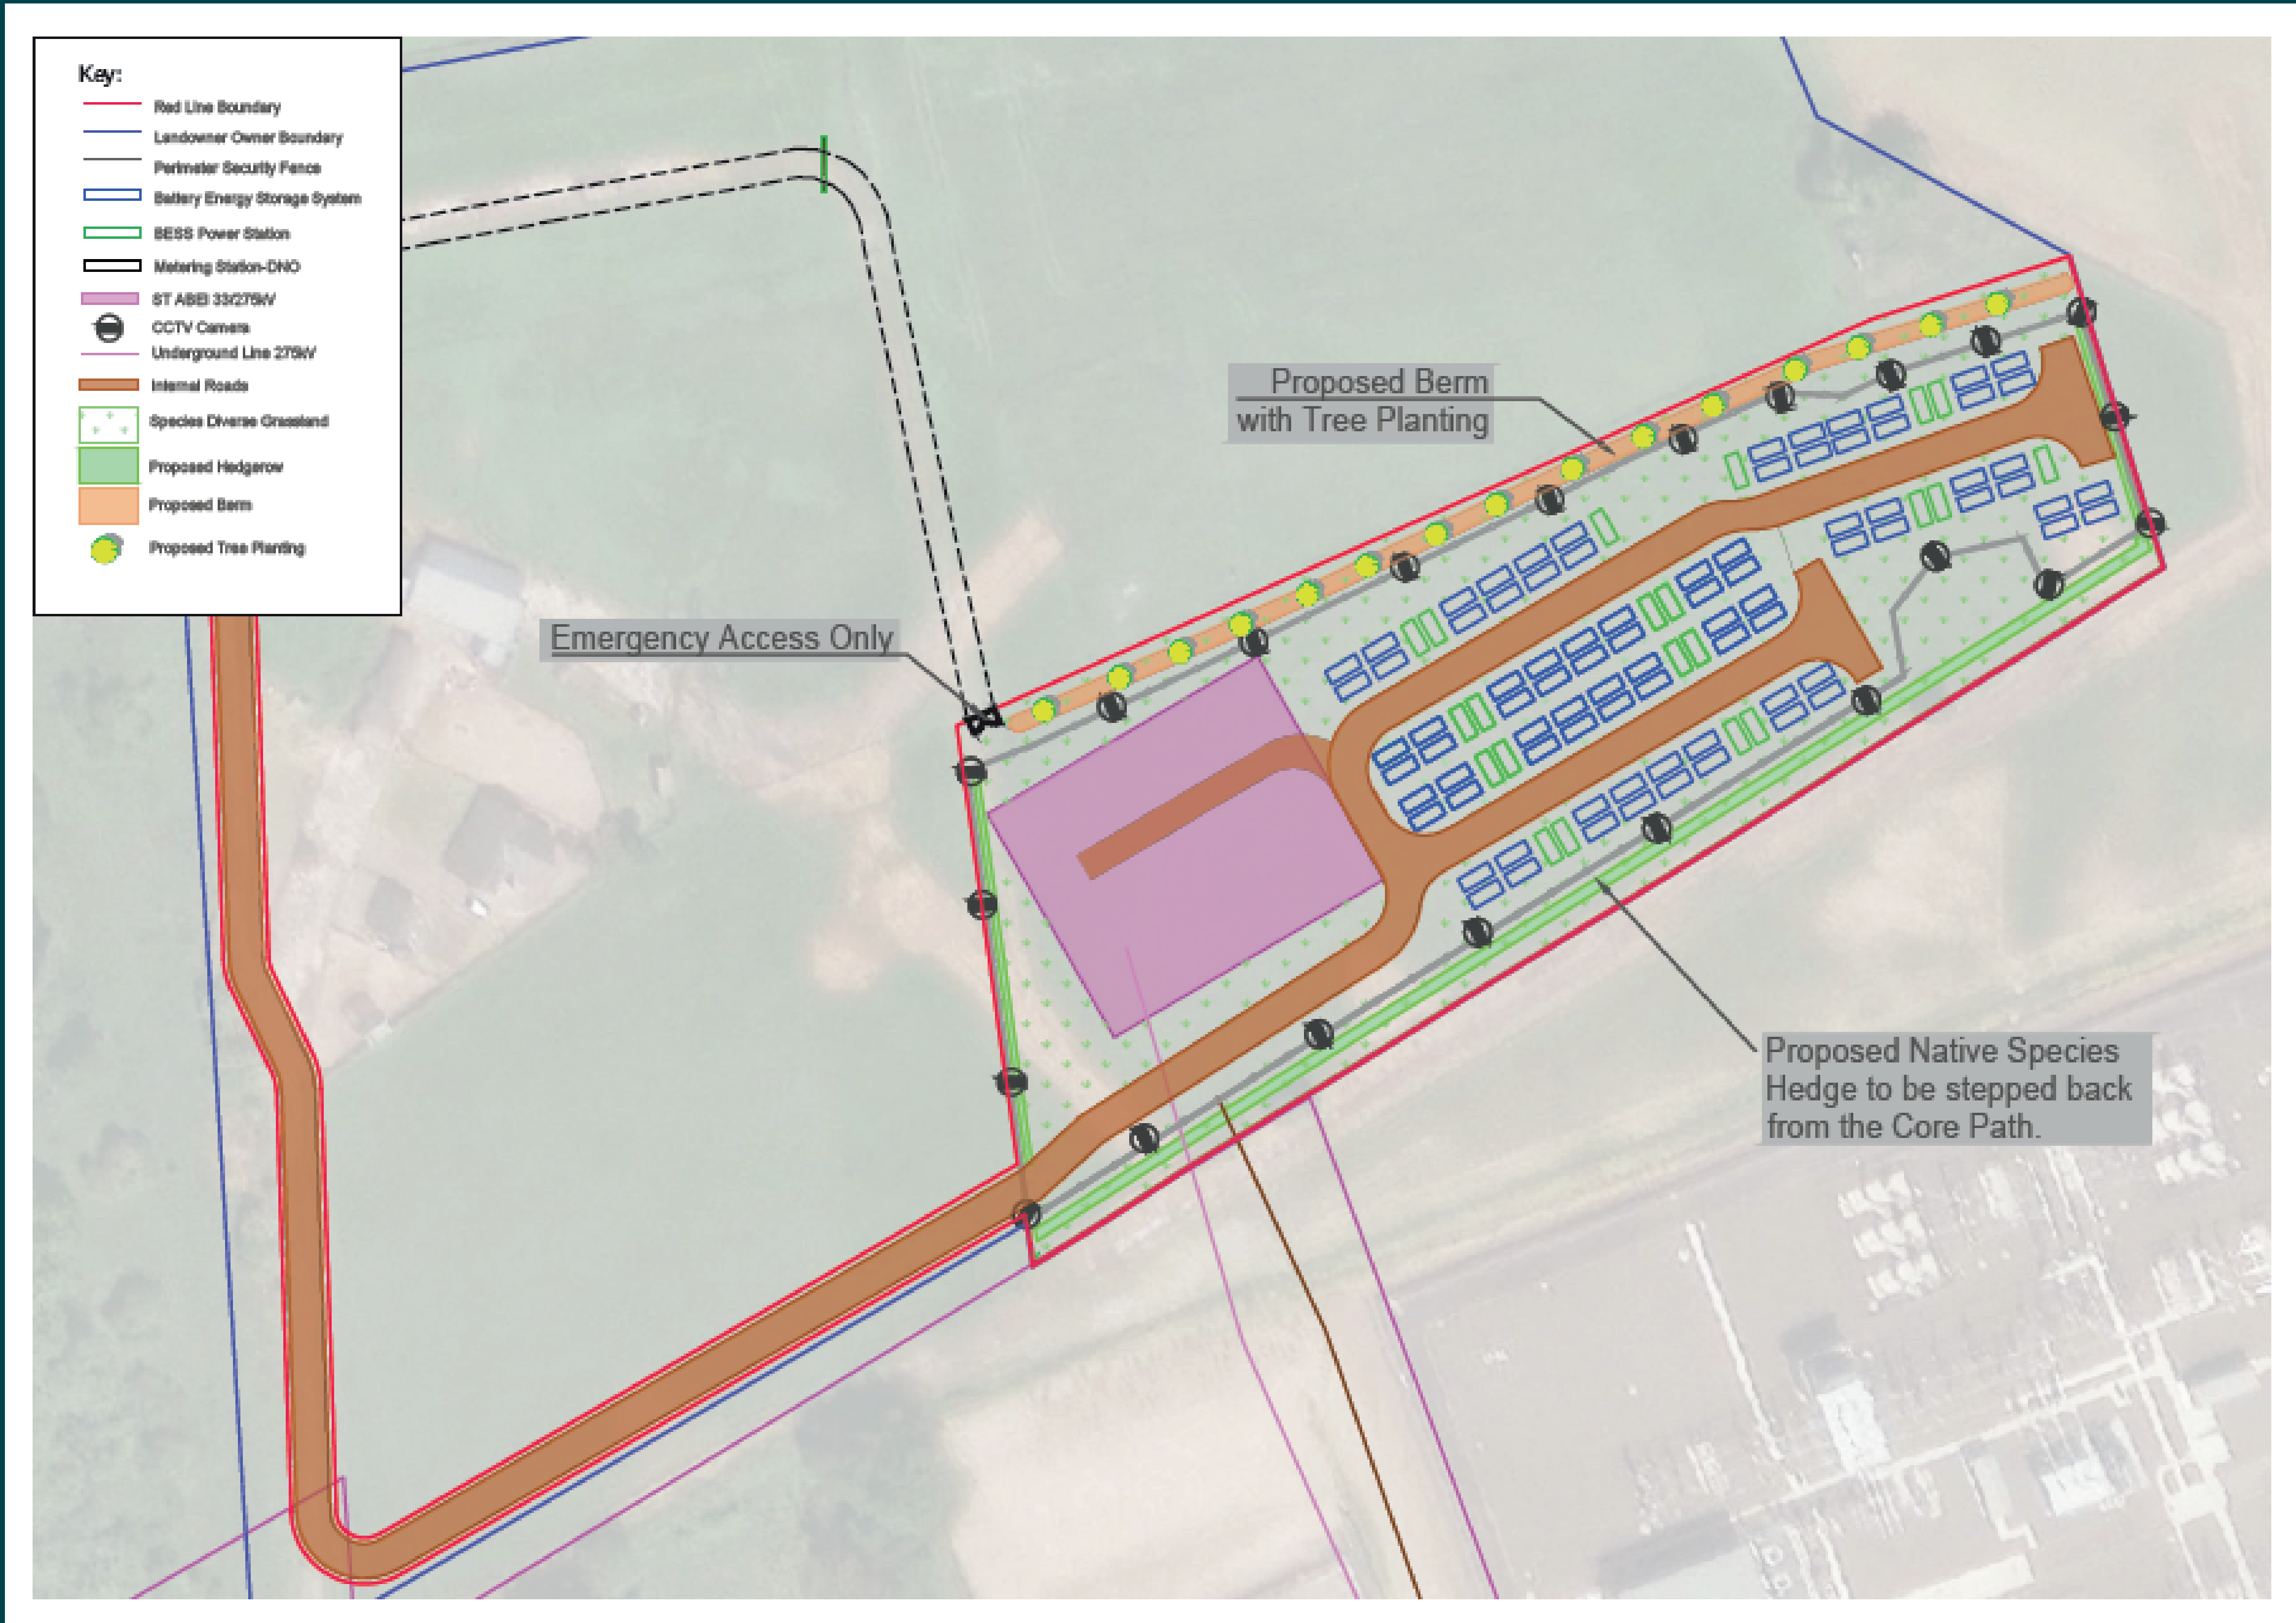 Key:
Red Line Boundary
Landowner Owner Boundary
Perimeter Security Fence
Battery Energy Storage System
BESS Power Station
Metering Station-DNO
ST ABEI 33/275kV
CCTV Camera
Underground Line 275kV
Internal Roads
Species Diverse Grassland
Proposed Hedgerow
Proposed Berm
Proposed Tree Planting
Proposed Berm
with Tree Planting
Emergency Access Only
Proposed Native Species
Hedge to be stepped back
from the Core Path.